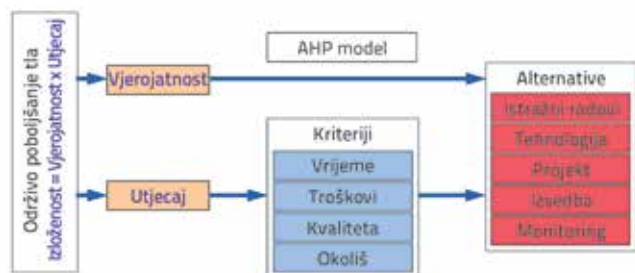 Održivo poboljšanje tla
Izloženost = Vjerojatnost x Utjecaj
Vjerojatnost
Utjecaj
AHP model
Kriteriji
Vrijeme
Troškovi
Kvaliteta
Okoliš
Alternative
Istražni radovi
Tehnologija
Projekt
Izvedba
Monitoring